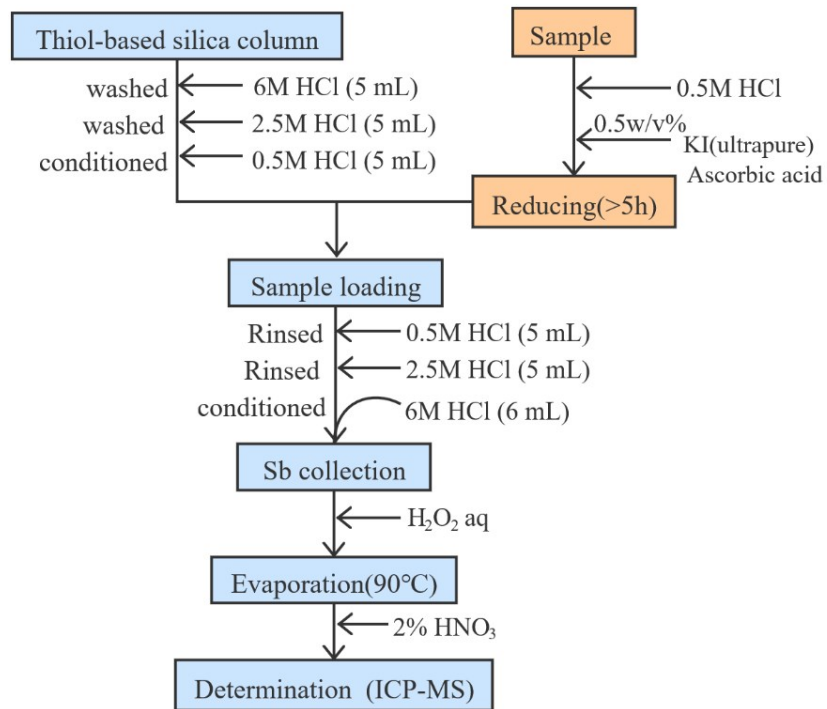 Thiol-based silica column
washed 6M HCl (5 mL)
washed 2.5M HCl (5 mL)
conditioned 0.5M HCl (5 mL)
Sample
0.5M HCl
0.5w/v%
KI(ultrapure)
Ascorbic acid
Reducing(>5h)
Sample loading
Rinsed 0.5M HCl (5 mL)
Rinsed 2.5M HCl (5 mL)
conditioned 6M HCl (6 mL)
Sb collection
H₂O₂ aq
Evaporation(90℃)
2% HNO₃
Determination (ICP-MS)